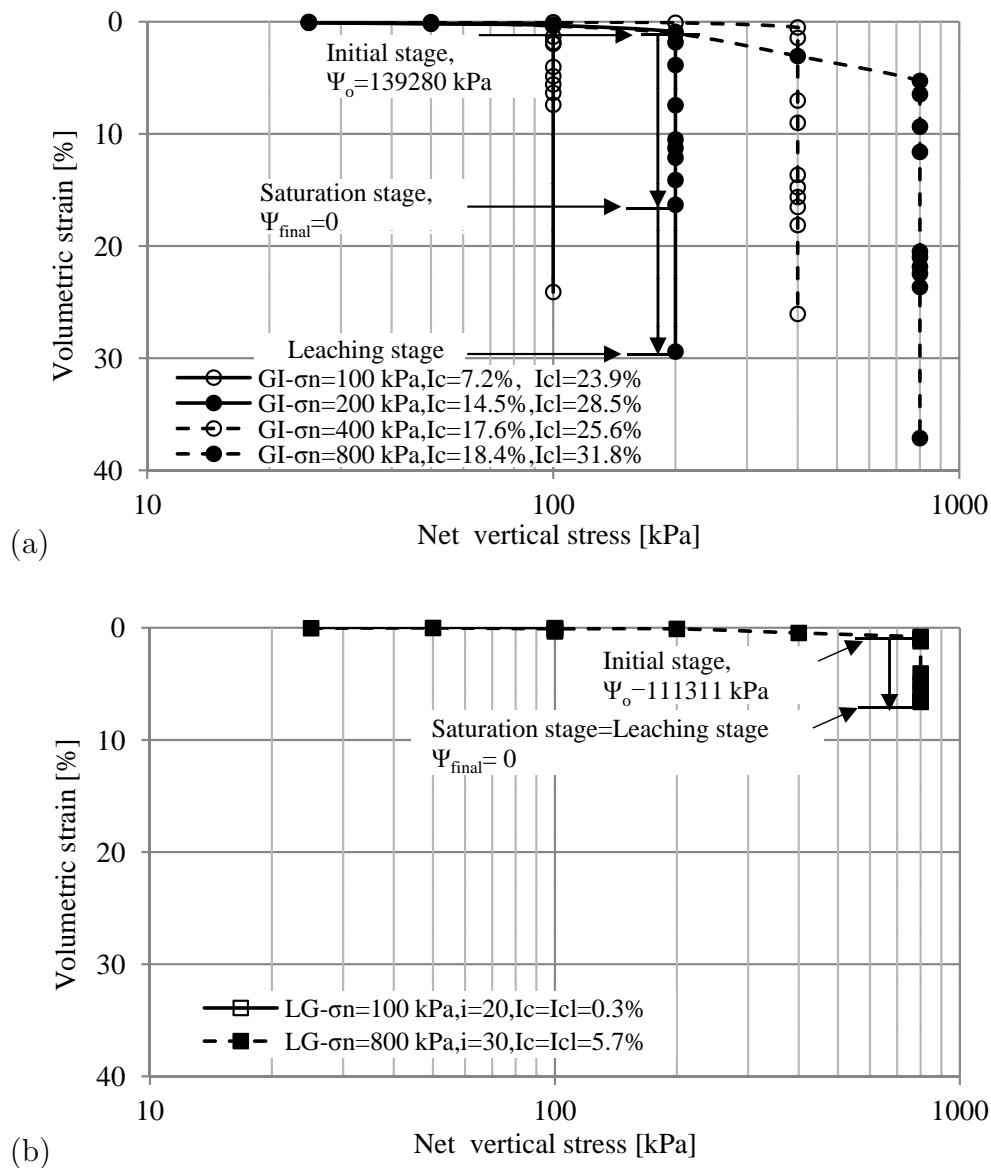 0
10
20
30
40
Volumetric strain [%]
Initial stage,
Ψo=139280 kPa
Saturation stage,
Ψfinal=0
Leaching stage
GI-σn=100 kPa,Ic=7.2%, Icl=23.9%
GI-σn=200 kPa,Ic=14.5%,Icl=28.5%
GI-σn=400 kPa,Ic=17.6%,Icl=25.6%
GI-σn=800 kPa,Ic=18.4%,Icl=31.8%
10 100 1000
Net vertical stress [kPa]
(a)
0
10
20
30
40
Volumetric strain [%]
Initial stage,
Ψo−111311 kPa
Saturation stage=Leaching stage
Ψfinal= 0
LG-σn=100 kPa,i=20,Ic=Icl=0.3%
LG-σn=800 kPa,i=30,Ic=Icl=5.7%
10 100 1000
Net vertical stress [kPa]
(b)